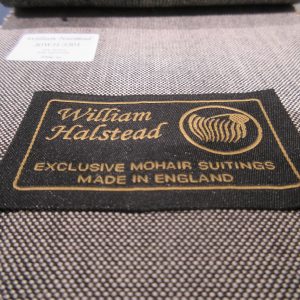 William
Halstead
EXCLUSIVE MOHAIR SUITINGS
MADE IN ENGLAND